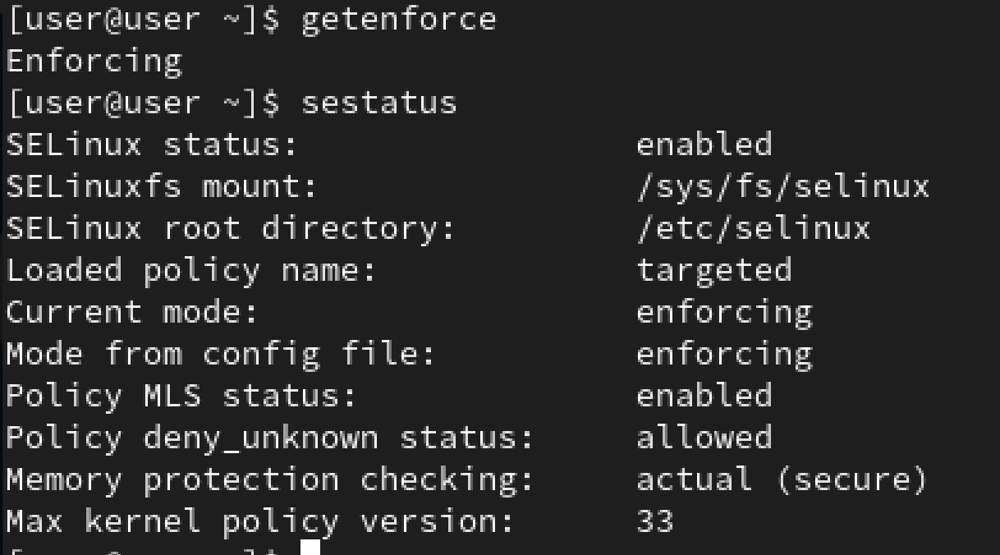 [user@user ~]$ getenforce
Enforcing
[user@user ~]$ sestatus
SELinux status:                 enabled
SELinuxfs mount:                /sys/fs/selinux
SELinux root directory:         /etc/selinux
Loaded policy name:             targeted
Current mode:                   enforcing
Mode from config file:          enforcing
Policy MLS status:              enabled
Policy deny_unknown status:     allowed
Memory protection checking:     actual (secure)
Max kernel policy version:      33